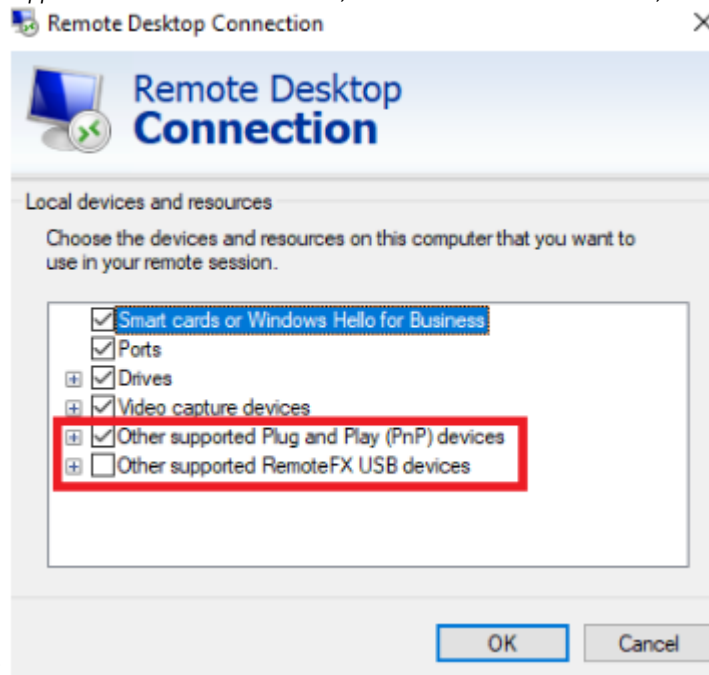 Remote Desktop Connection
Remote Desktop
Connection
Local devices and resources
Choose the devices and resources on this computer that you want to
use in your remote session.
Smart cards or Windows Hello for Business
Ports
Drives
Video capture devices
Other supported Plug and Play (PnP) devices
Other supported RemoteFX USB devices
OK Cancel